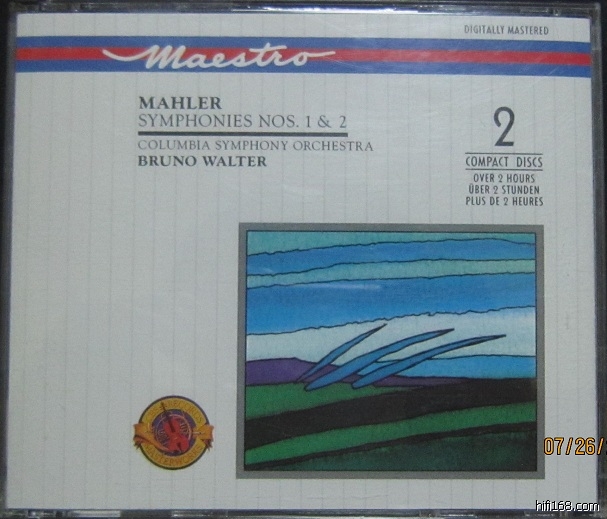 DIGITALLY MASTERED
Maestro
MAHLER
SYMPHONIES NOS. 1 & 2
COLUMBIA SYMPHONY ORCHESTRA
BRUNO WALTER
2
COMPACT DISCS
OVER 2 HOURS
ÜBER 2 STUNDEN
PLUS DE 2 HEURES
MASTERWORKS
07/26/
hifi168.com